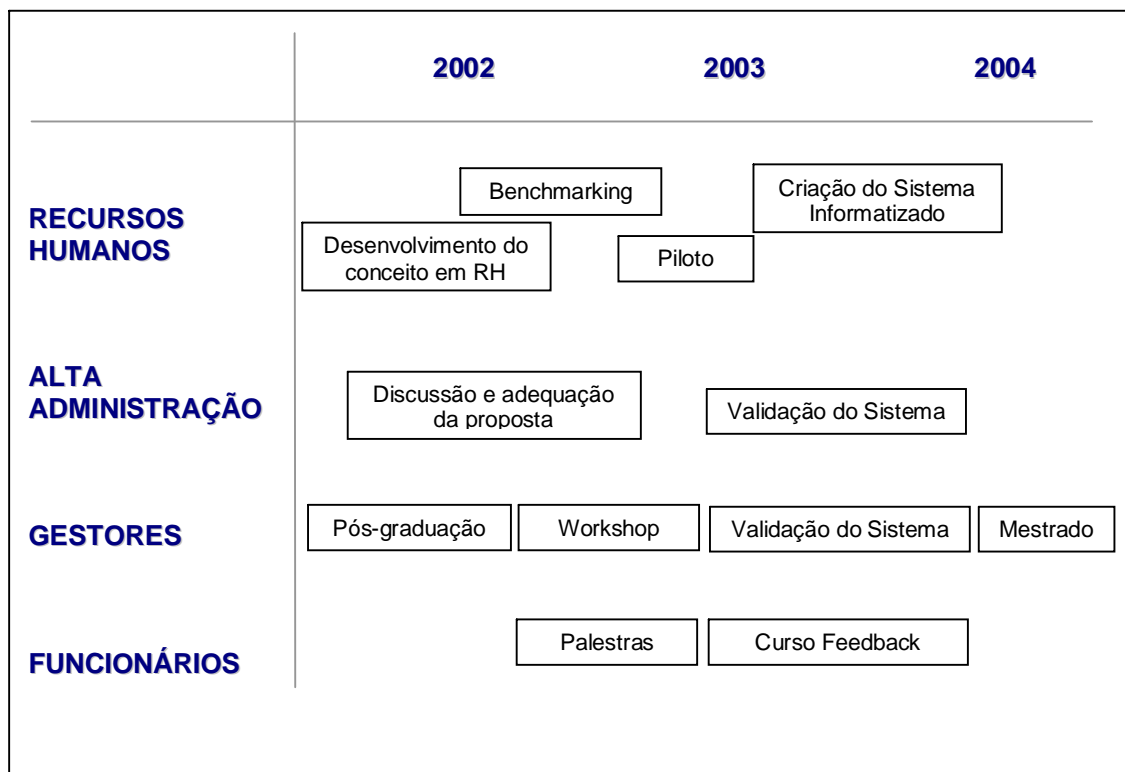 2002 2003 2004
RECURSOS
HUMANOS
Benchmarking
Criação do Sistema
Informatizado
Desenvolvimento do
conceito em RH
Piloto
ALTA
ADMINISTRAÇÃO
Discussão e adequação
da proposta
Validação do Sistema
GESTORES
Pós-graduação
Workshop
Validação do Sistema
Mestrado
FUNCIONÁRIOS
Palestras
Curso Feedback